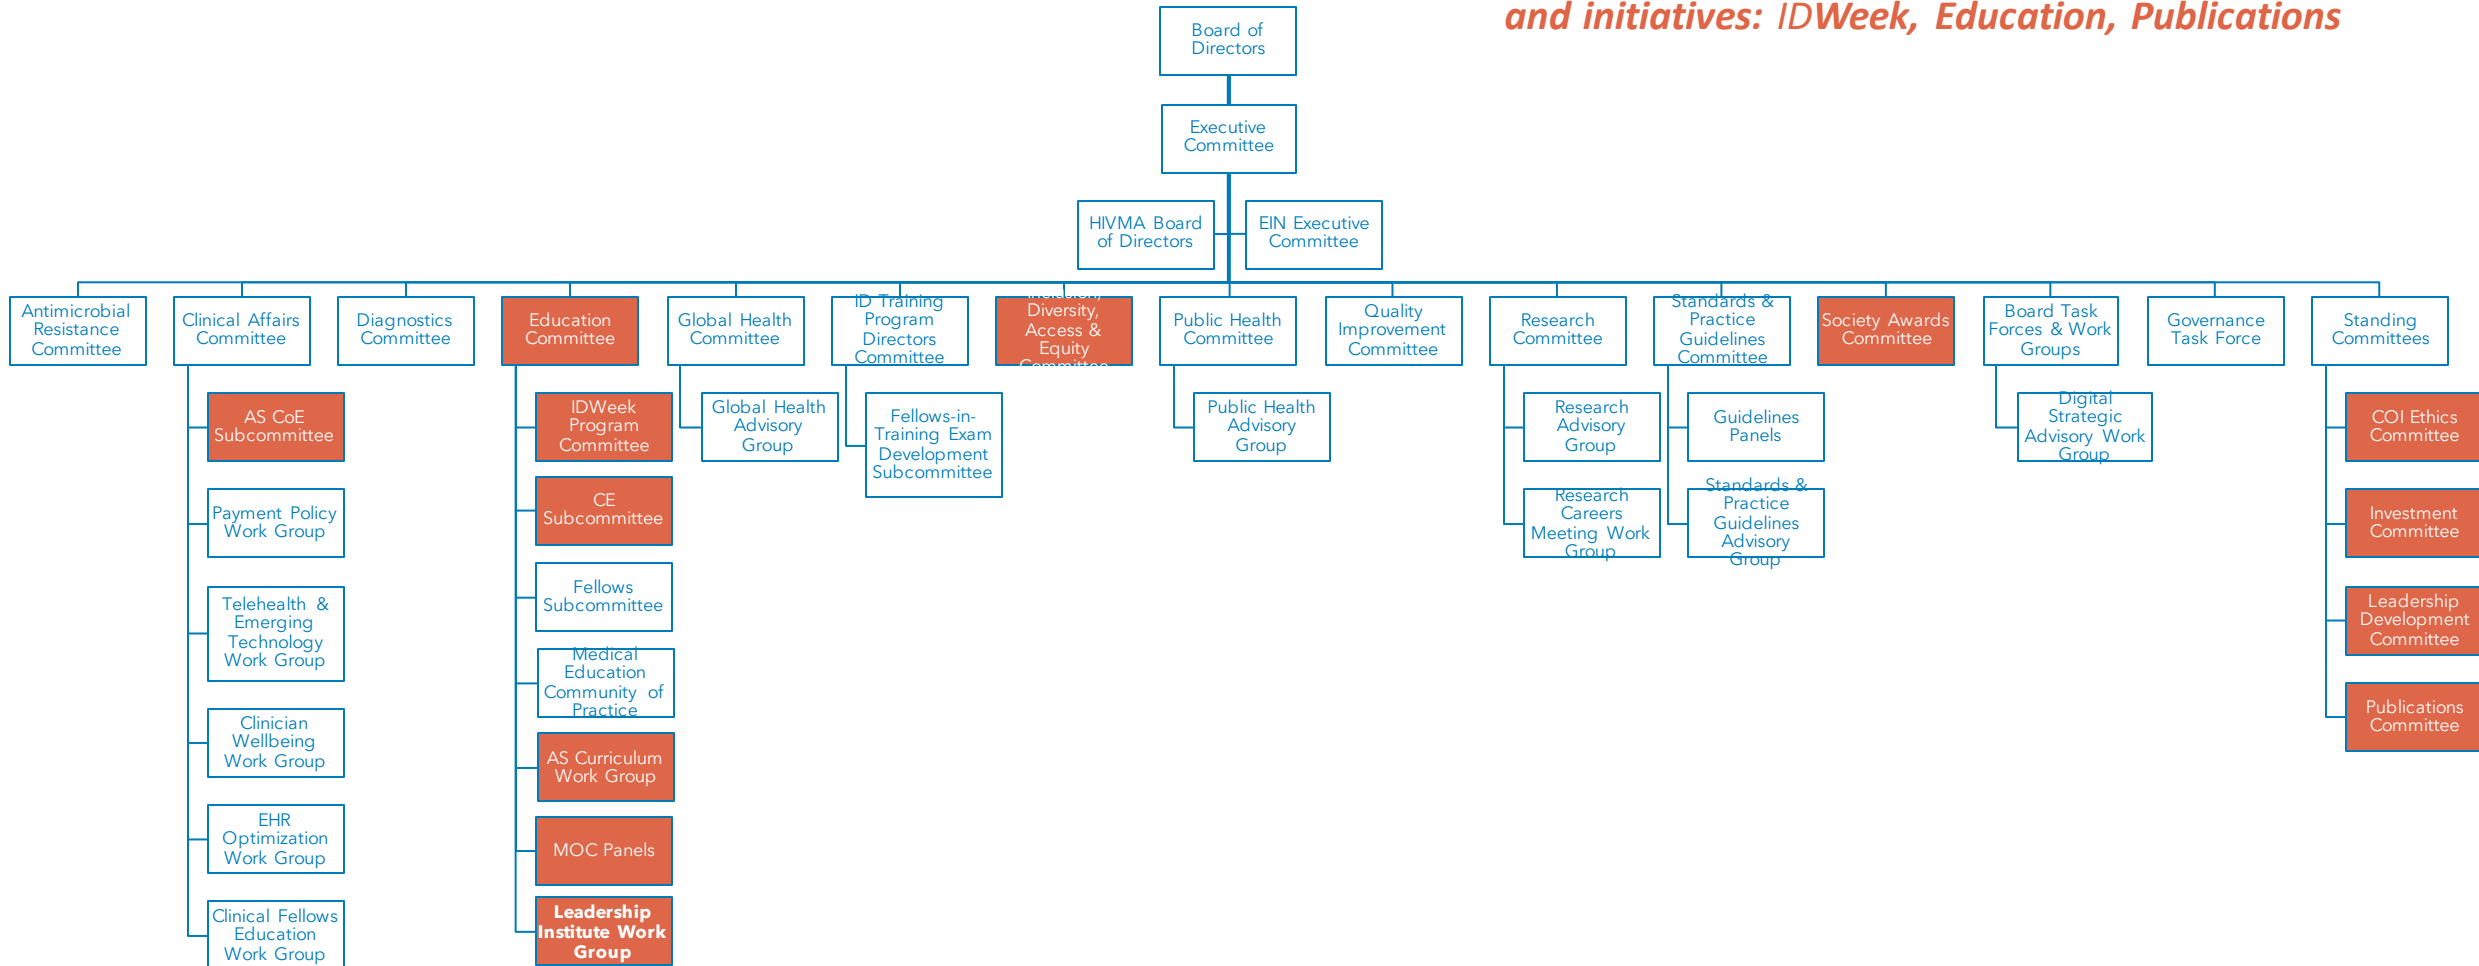 and initiatives: IDWeek, Education, Publications
Board of
Directors
Executive
Committee
HIVMA Board
of Directors
EIN Executive
Committee
Antimicrobial
Resistance
Committee
Clinical Affairs
Committee
Diagnostics
Committee
Education
Committee
Global Health
Committee
ID Training
Program
Directors
Committee
Diversity,
Access &
Equity
Committee
Public Health
Committee
Quality
Improvement
Committee
Research
Committee
Standards &
Practice
Guidelines
Committee
Society Awards
Committee
Board Task
Forces & Work
Groups
Governance
Task Force
Standing
Committees
AS CoE
Subcommittee
Payment Policy
Work Group
Telehealth &
Emerging
Technology
Work Group
Clinician
Wellbeing
Work Group
EHR
Optimization
Work Group
Clinical Fellows
Education
Work Group
IDWeek
Program
Committee
CE
Subcommittee
Fellows
Subcommittee
Medical
Education
Community of
Practice
AS Curriculum
Work Group
MOC Panels
Leadership
Institute Work
Group
Global Health
Advisory
Group
Fellows-in-
Training Exam
Development
Subcommittee
Public Health
Advisory
Group
Research
Advisory
Group
Research
Careers
Meeting Work
Group
Guidelines
Panels
Standards &
Practice
Guidelines
Advisory
Group
Digital
Strategic
Advisory Work
Group
COI Ethics
Committee
Investment
Committee
Leadership
Development
Committee
Publications
Committee